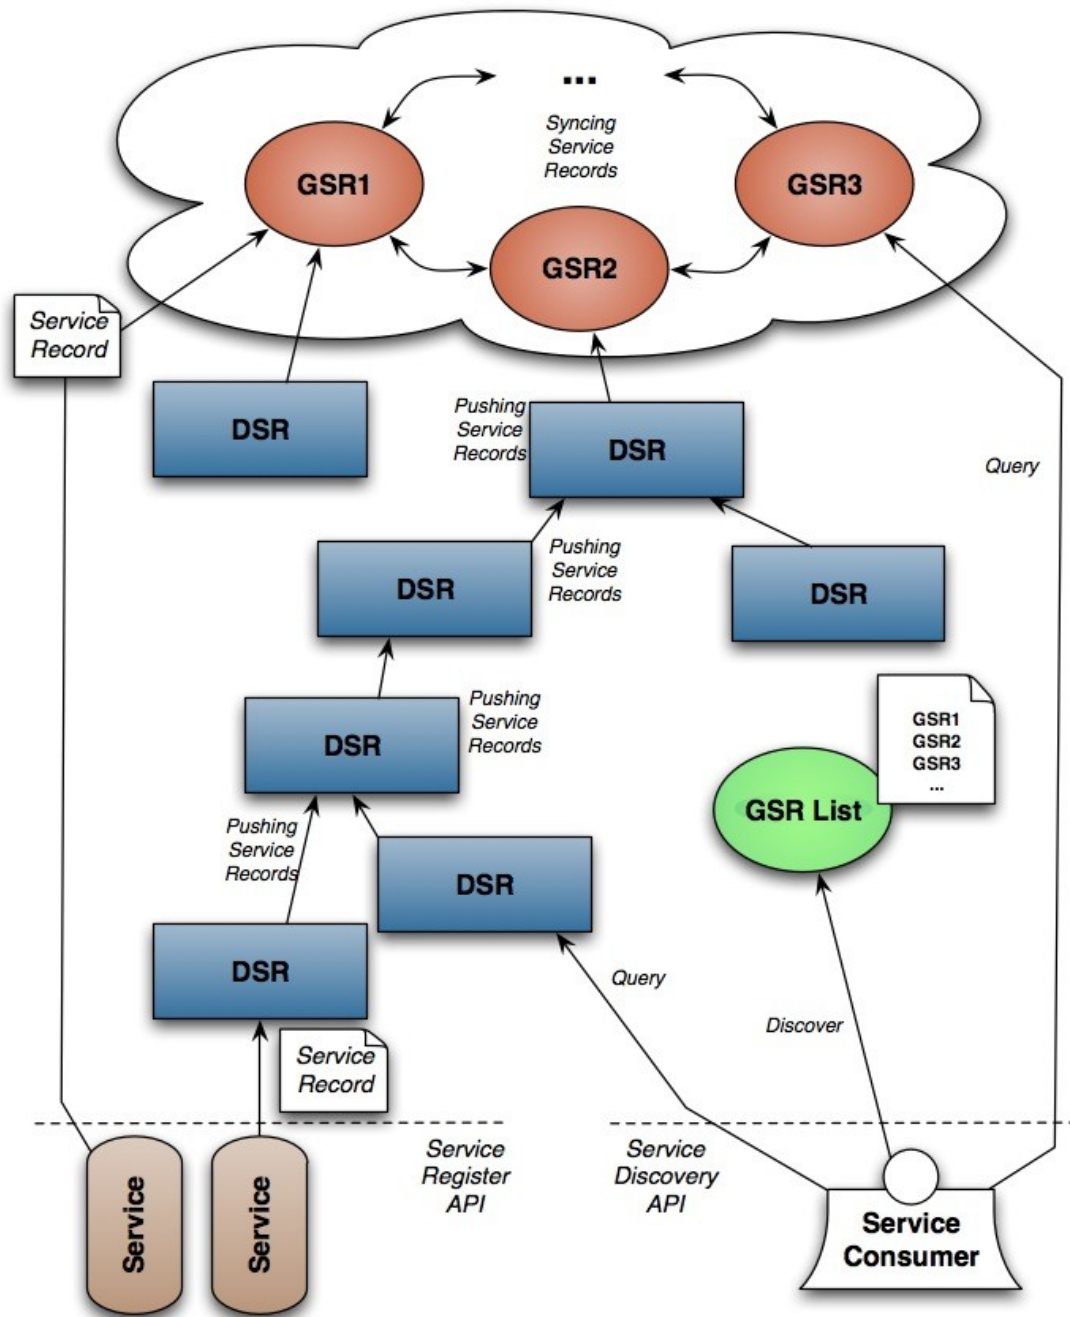 ...
Syncing
Service
Records
GSR1
GSR3
GSR2
Service
Record
DSR
Pushing
Service
Records
DSR
Query
Pushing
Service
Records
DSR
DSR
Pushing
Service
Records
DSR
GSR1
GSR2
GSR3
...
GSR List
Pushing
Service
Records
DSR
DSR
Query
Discover
Service
Record
Service
Register
API
Service
Discovery
API
Service
Service
Service
Consumer